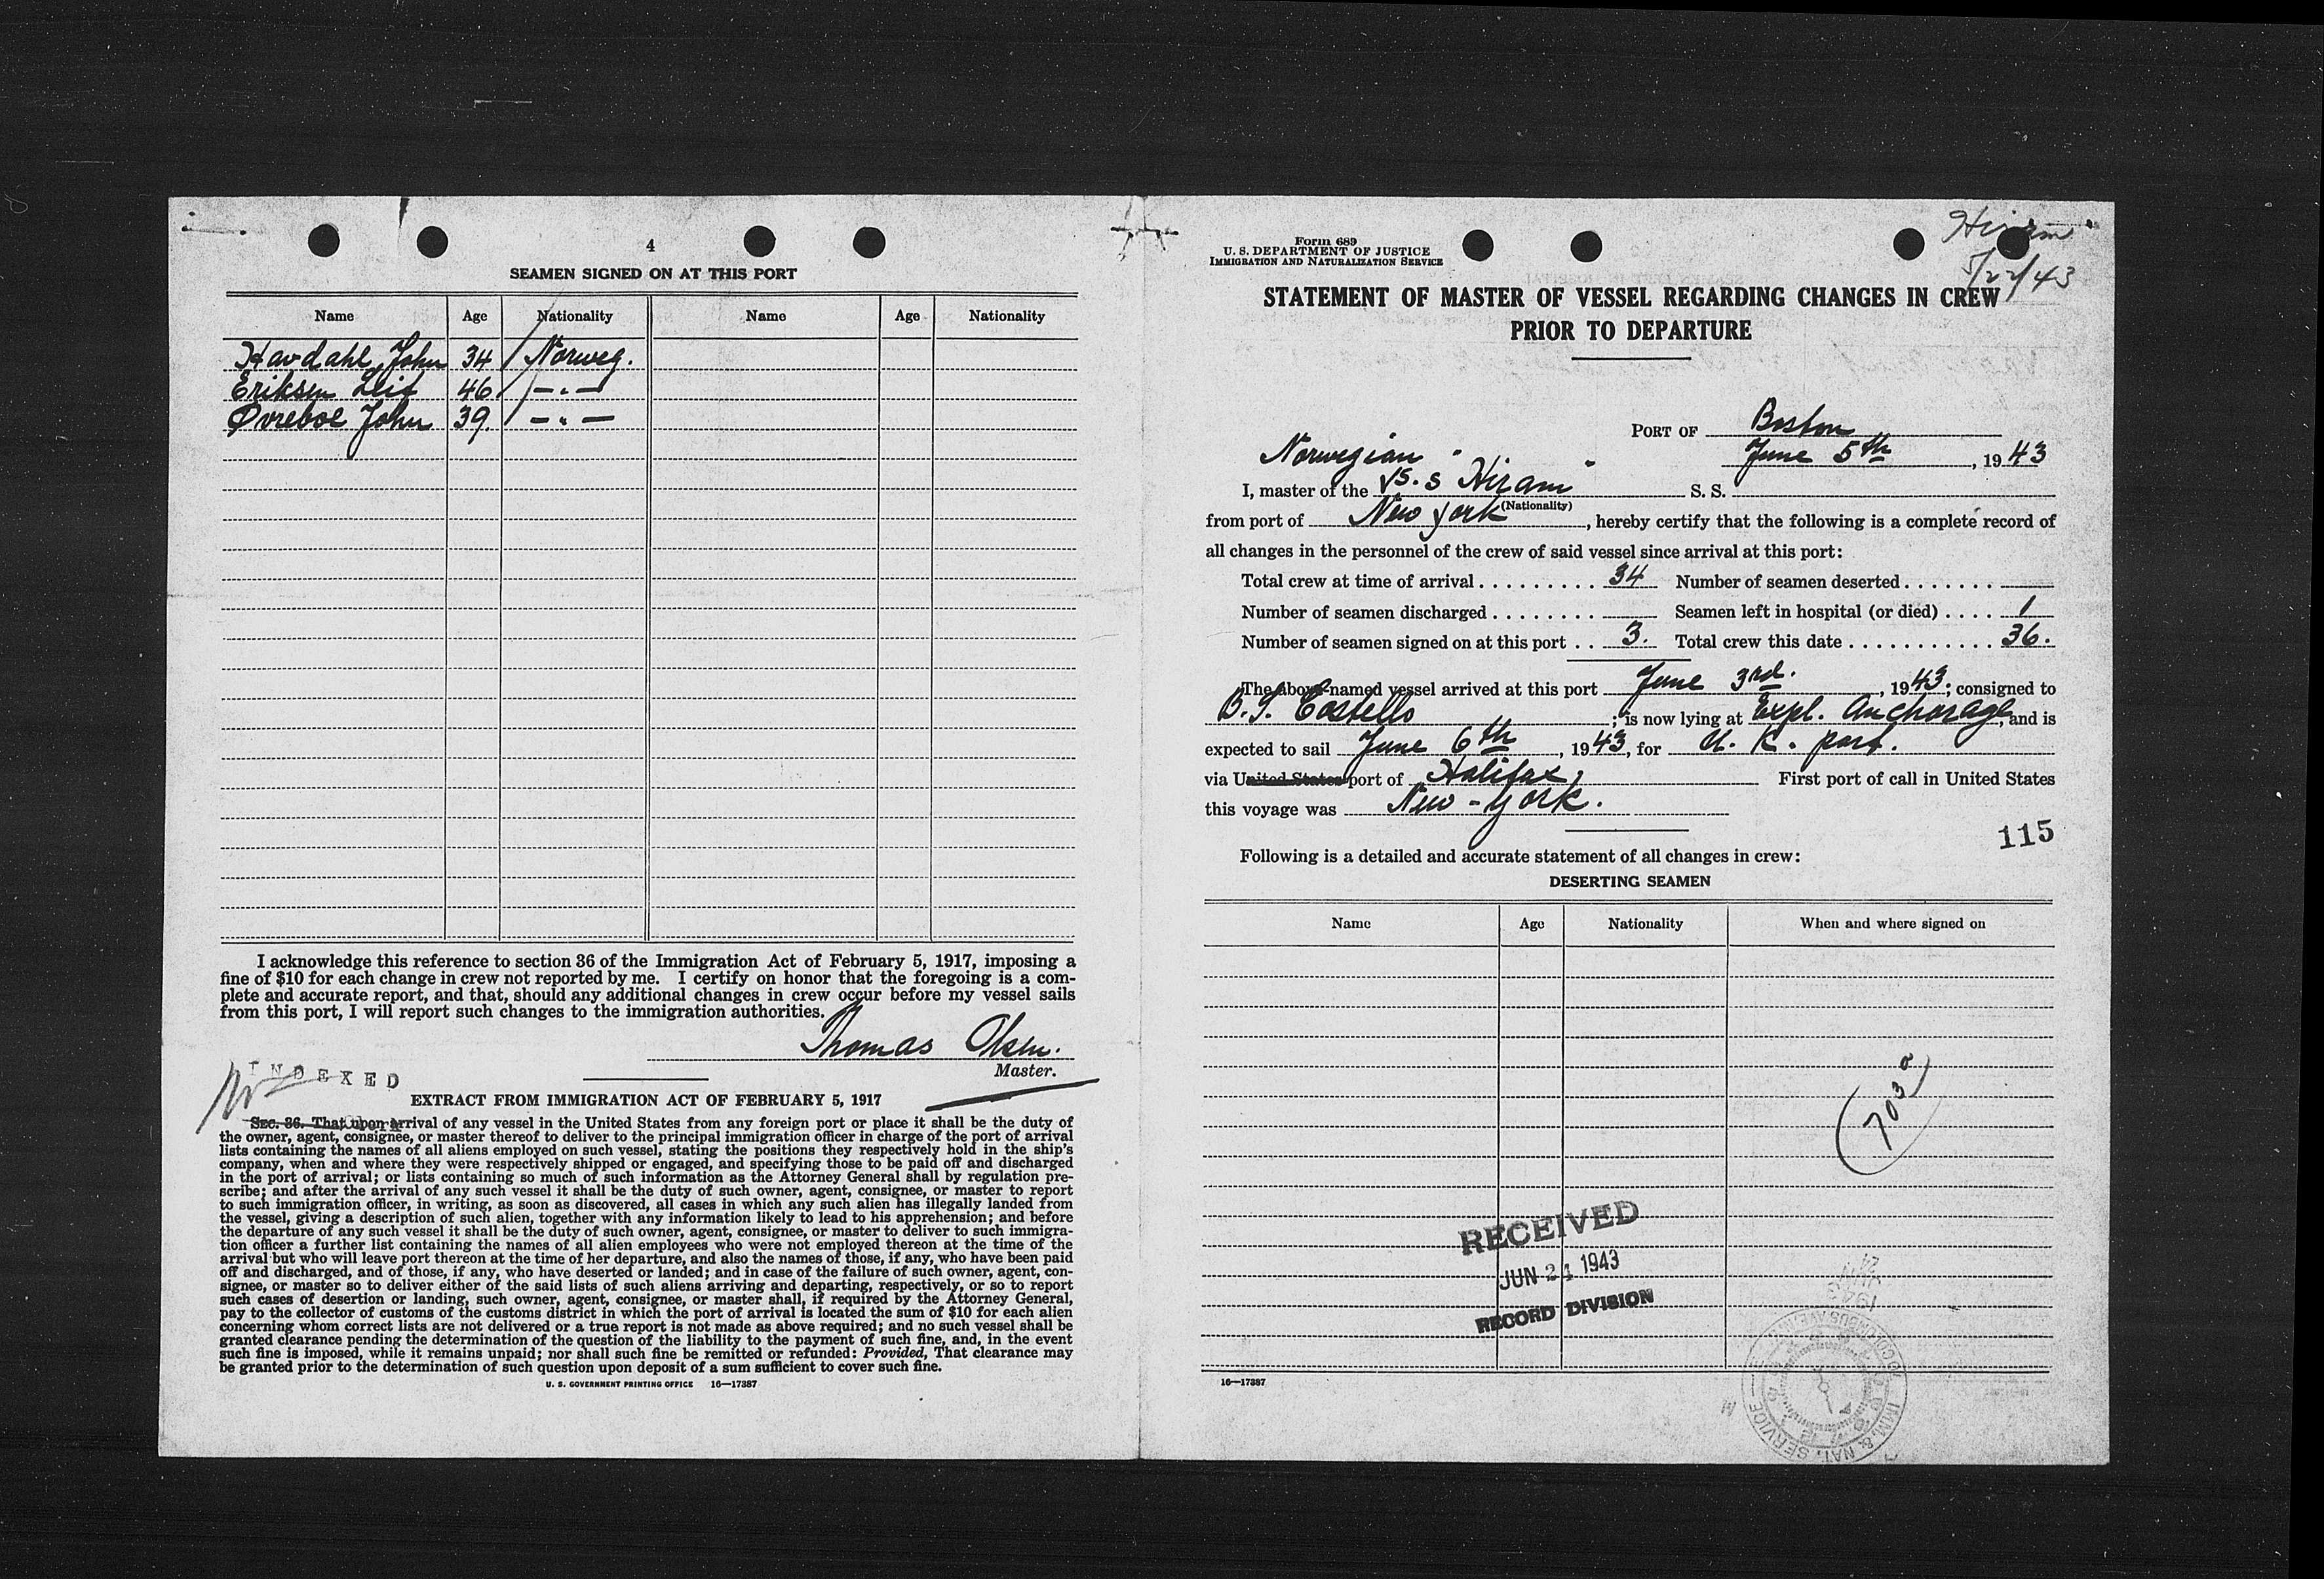 4
SEAMEN SIGNED ON AT THIS PORT
Name Age Nationality Name Age Nationality
Havdahl John 34 Norweg.
Eriksen Leif 46 — " —
Øvreboe John 39. — " —
I acknowledge this reference to section 36 of the Immigration Act of February 5, 1917, imposing a
fine of $10 for each change in crew not reported by me. I certify on honor that the foregoing is a com-
plete and accurate report, and that, should any additional changes in crew occur before my vessel sails
from this port, I will report such changes to the immigration authorities.
Thomas Olsen.
Master.
INDEXED
EXTRACT FROM IMMIGRATION ACT OF FEBRUARY 5, 1917
SEC. 36. That upon arrival of any vessel in the United States from any foreign port or place it shall be the duty of
the owner, agent, consignee, or master thereof to deliver to the principal immigration officer in charge of the port of arrival
lists containing the names of all aliens employed on such vessel, stating the positions they respectively hold in the ship's
company, when and where they were respectively shipped or engaged, and specifying those to be paid off and discharged
in the port of arrival; or lists containing so much of such information as the Attorney General shall by regulation pre-
scribe; and after the arrival of any such vessel it shall be the duty of such owner, agent, consignee, or master to report
to such immigration officer, in writing, as soon as discovered, all cases in which any such alien has illegally landed from
the vessel, giving a description of such alien, together with any information likely to lead to his apprehension; and before
the departure of any such vessel it shall be the duty of such owner, agent, consignee, or master to deliver to such immigra-
tion officer a further list containing the names of all alien employees who were not employed thereon at the time of the
arrival but who will leave port thereon at the time of her departure, and also the names of those, if any, who have been paid
off and discharged, and of those, if any, who have deserted or landed; and in case of the failure of such owner, agent, con-
signee, or master so to deliver either of the said lists of such aliens arriving and departing, respectively, or so to report
such cases of desertion or landing, such owner, agent, consignee, or master shall, if required by the Attorney General,
pay to the collector of customs of the customs district in which the port of arrival is located the sum of $10 for each alien
concerning whom correct lists are not delivered or a true report is not made as above required; and no such vessel shall be
granted clearance pending the determination of the question of the liability to the payment of such fine, and, in the event
such fine is imposed, while it remains unpaid; nor shall such fine be remitted or refunded: Provided, That clearance may
be granted prior to the determination of such question upon deposit of a sum sufficient to cover such fine.
U. S. GOVERNMENT PRINTING OFFICE 16—17387
Hiram
5/22/43
Form 689
U. S. DEPARTMENT OF JUSTICE
IMMIGRATION AND NATURALIZATION SERVICE
STATEMENT OF MASTER OF VESSEL REGARDING CHANGES IN CREW
PRIOR TO DEPARTURE
PORT OF Boston
June 5th, 1943
Norwegian
I, master of the S.S "Hiram" S. S.
(Nationality)
from port of New York, hereby certify that the following is a complete record of
all changes in the personnel of the crew of said vessel since arrival at this port:
Total crew at time of arrival . . . . . . . . . 34 Number of seamen deserted . . . . . . .
Number of seamen discharged . . . . . . . . Seamen left in hospital (or died) . . . . 1
Number of seamen signed on at this port . . 3. Total crew this date . . . . . . . . . . . 36.
The above-named vessel arrived at this port June 3rd., 1943; consigned to
B.S. Costello; is now lying at Expl. Anchorage, and is
expected to sail June 6th, 1943, for U. K. port.
via United States port of Halifax, First port of call in United States
this voyage was New-York.
115
Following is a detailed and accurate statement of all changes in crew:
DESERTING SEAMEN
Name Age Nationality When and where signed on
RECEIVED
JUN 24 1943
RECORD DIVISION
16—17387
IMM. & NAT. SERVICE